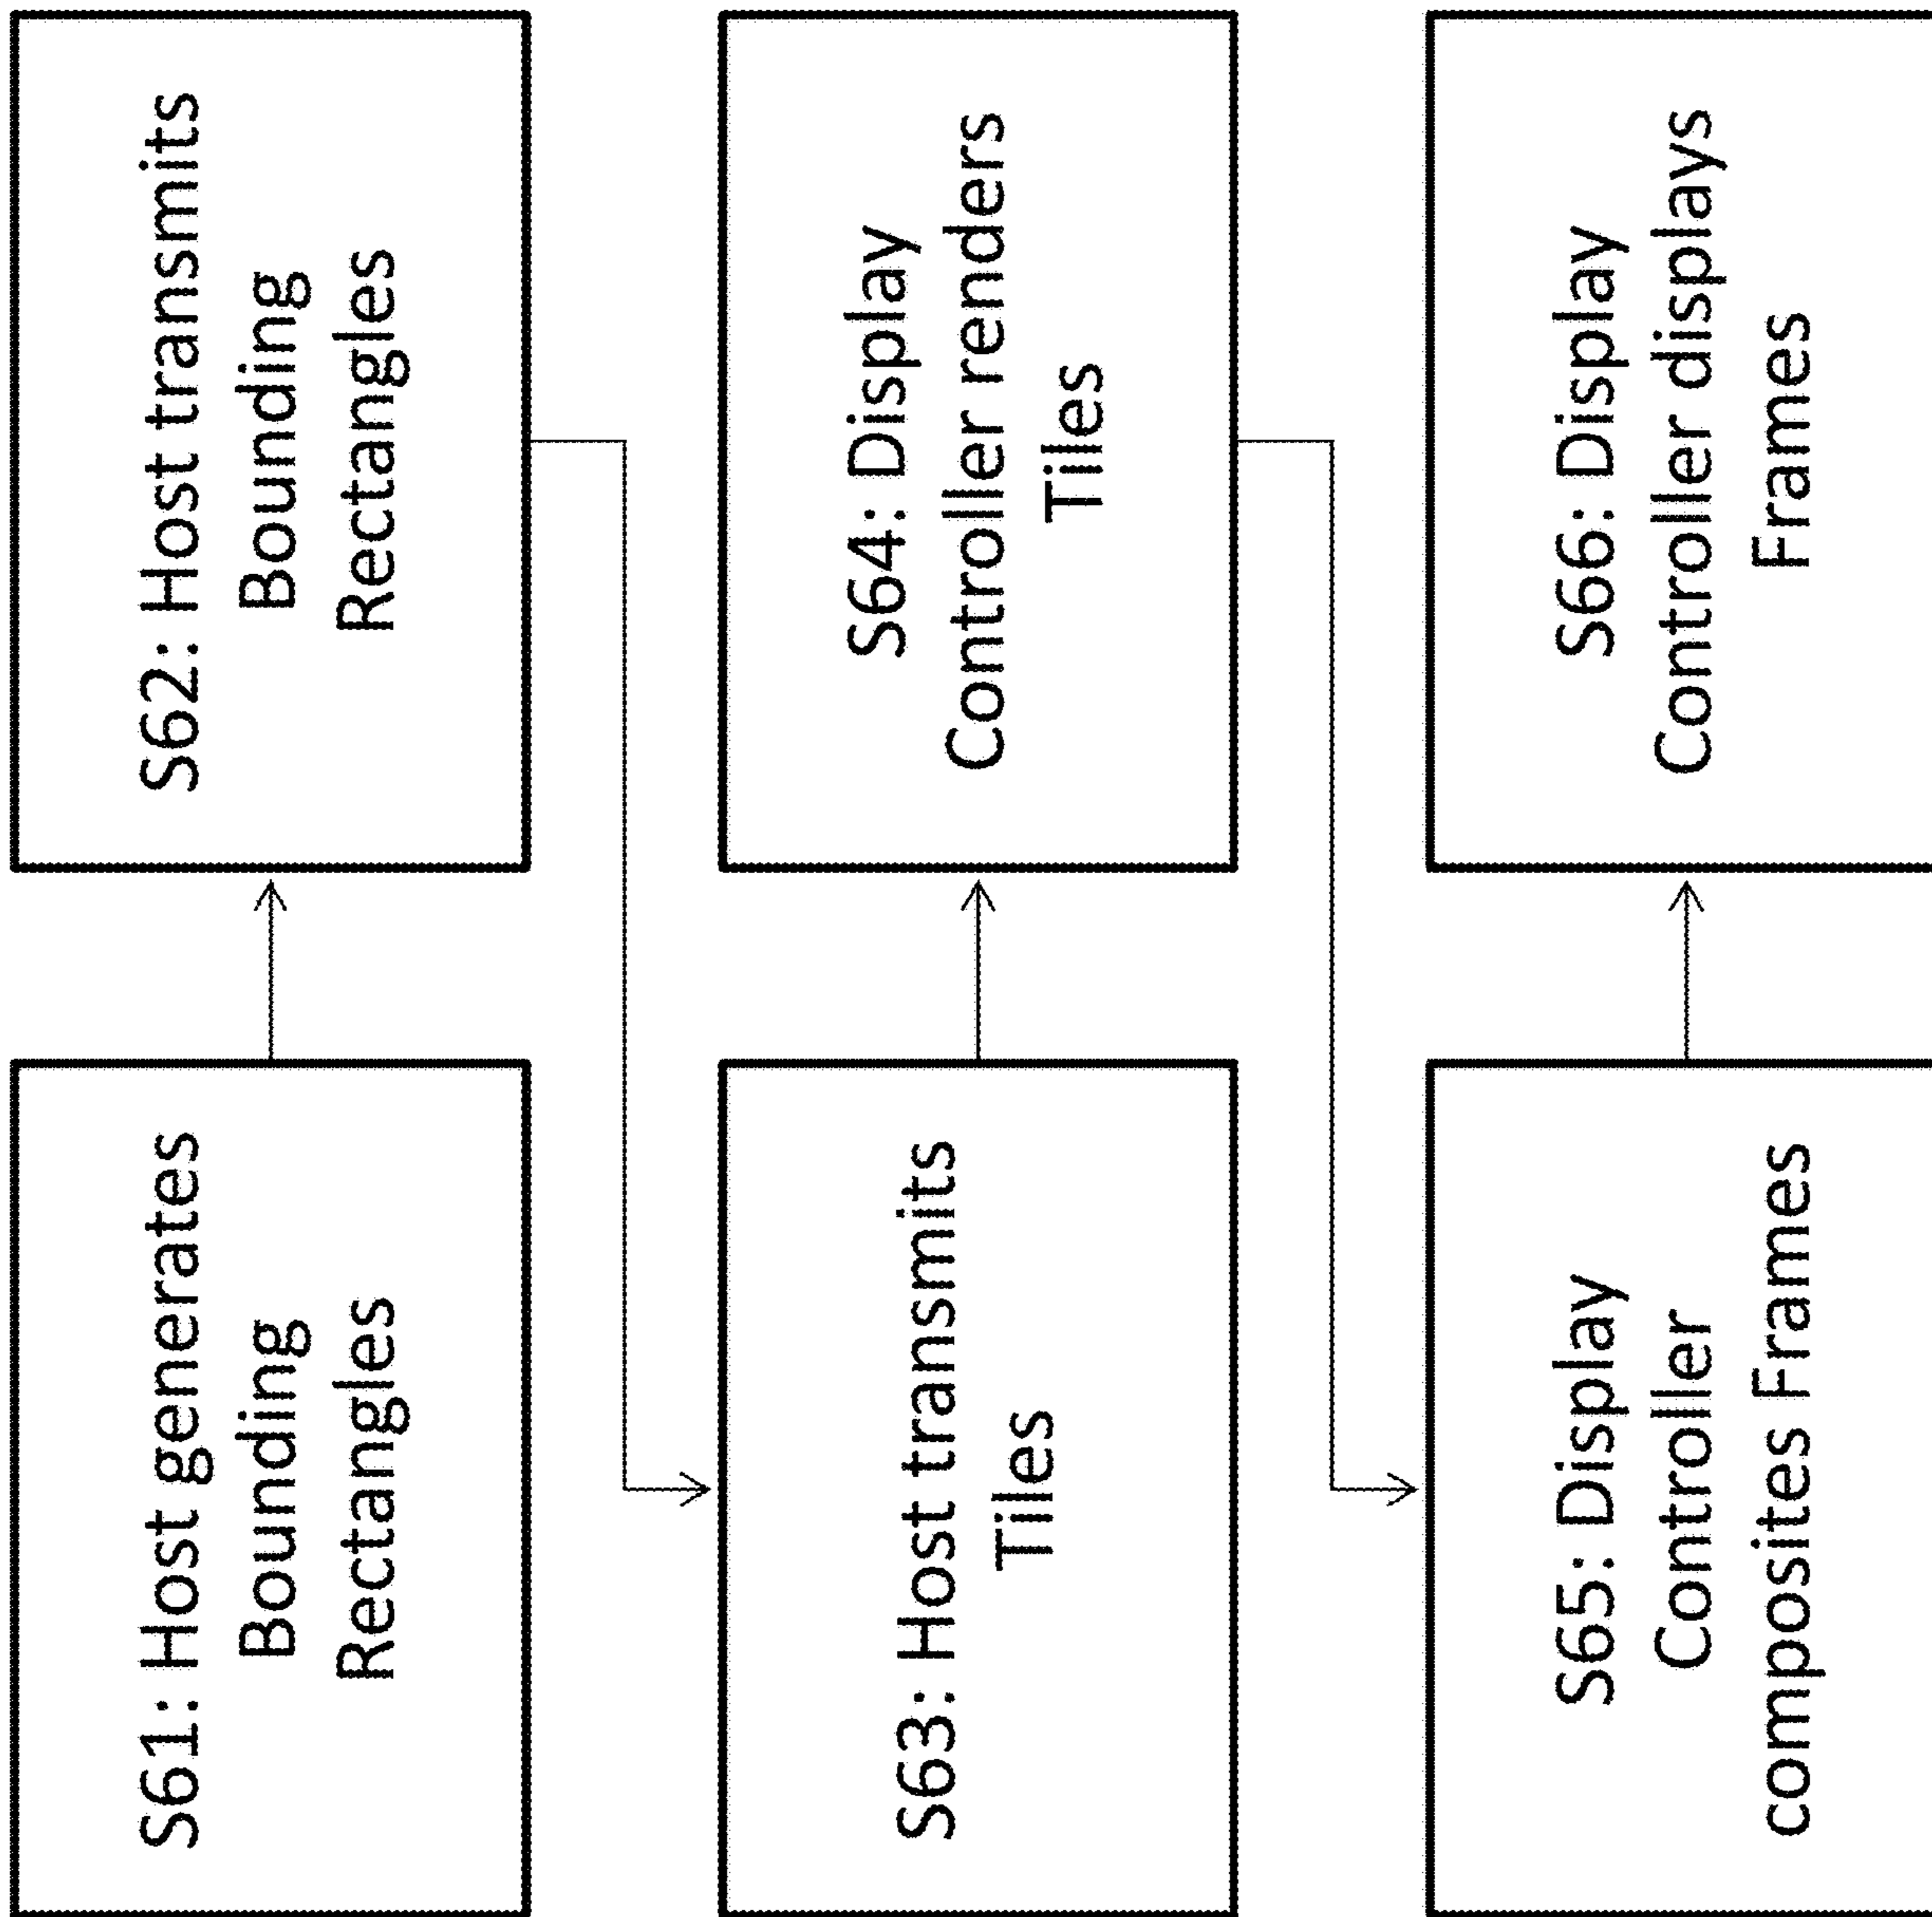 S61: Host generates
Bounding
Rectangles
S62: Host transmits
Bounding
Rectangles
S63: Host transmits
Tiles
S64: Display
Controller renders
Tiles
S65: Display
Controller
composites Frames
S66: Display
Controller displays
Frames